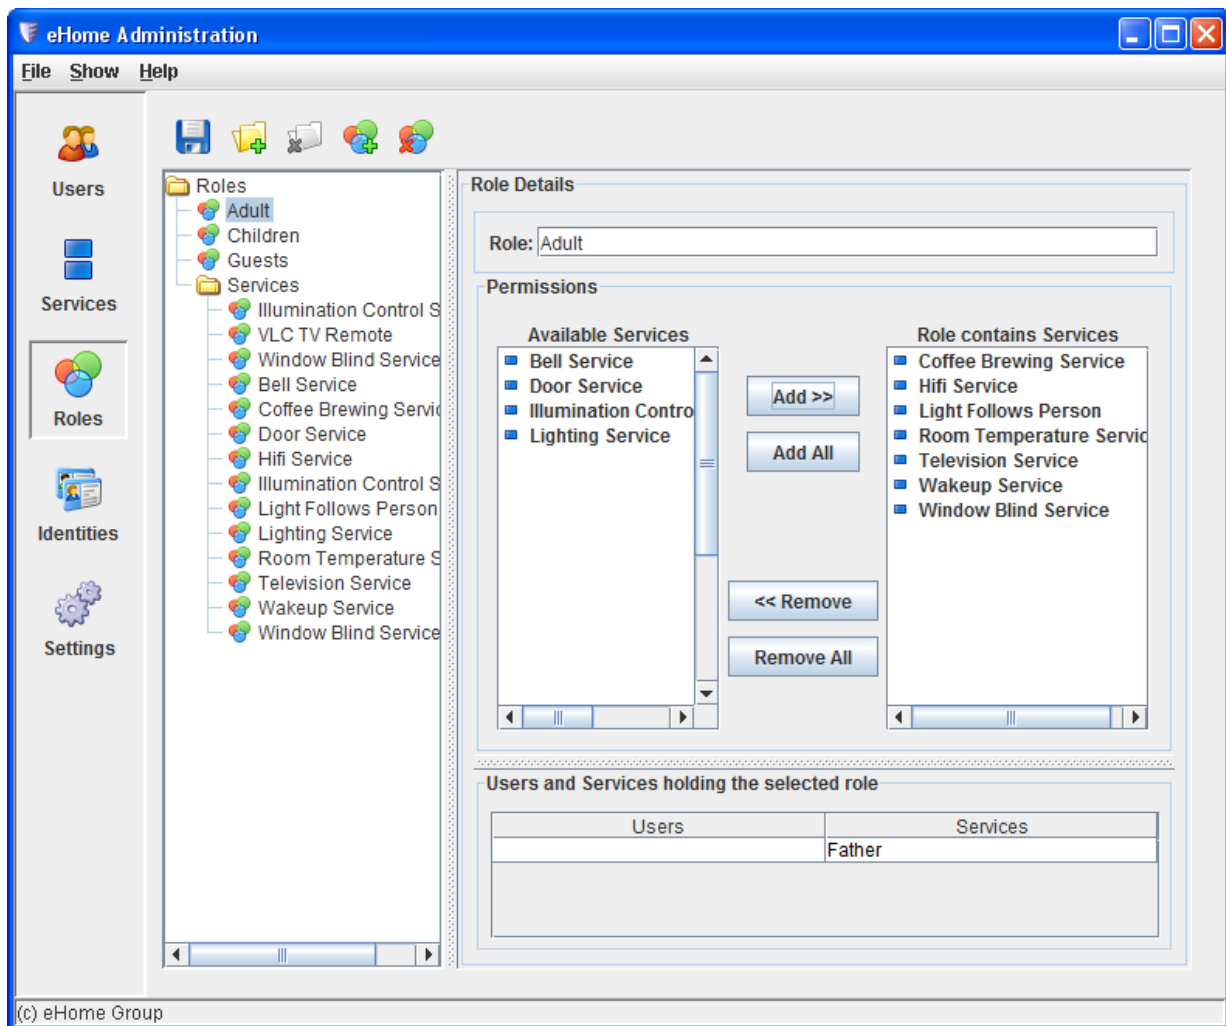 eHome Administration
File Show Help
Users
Services
Roles
Identities
Settings
Roles
Adult
Children
Guests
Services
Illumination Control S
VLC TV Remote
Window Blind Service
Bell Service
Coffee Brewing Servic
Door Service
Hifi Service
Illumination Control S
Light Follows Person
Lighting Service
Room Temperature S
Television Service
Wakeup Service
Window Blind Service
Role Details
Role: Adult
Permissions
Available Services
Bell Service
Door Service
Illumination Contro
Lighting Service
Add >>
Add All
<< Remove
Remove All
Role contains Services
Coffee Brewing Service
Hifi Service
Light Follows Person
Room Temperature Servic
Television Service
Wakeup Service
Window Blind Service
Users and Services holding the selected role
Users Services
Father
(c) eHome Group